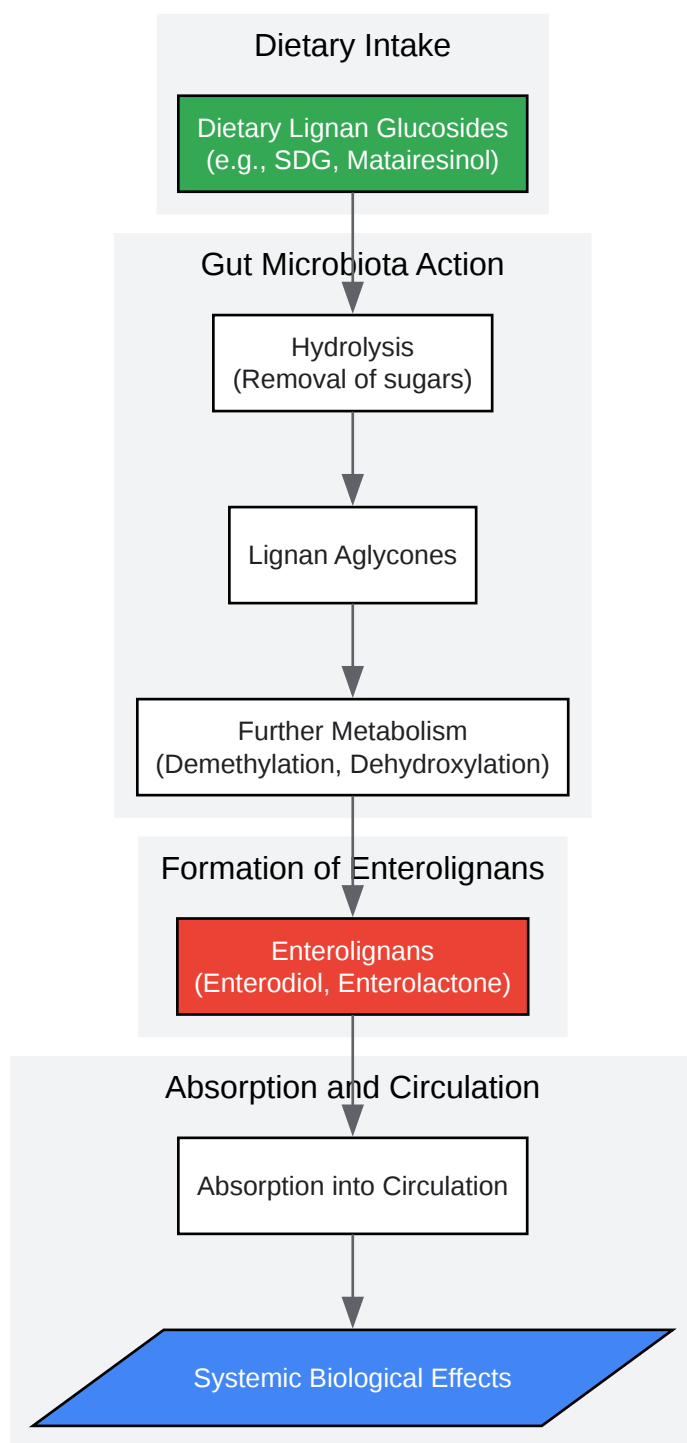 Dietary Intake
Dietary Lignan Glucosides
(e.g., SDG, Matairesinol)
Gut Microbiota Action
Hydrolysis
(Removal of sugars)
Lignan Aglycones
Further Metabolism
(Demethylation, Dehydroxylation)
Formation of Enterolignans
Enterolignans
(Enterodiol, Enterolactone)
Absorption and Circulation
Absorption into Circulation
Systemic Biological Effects